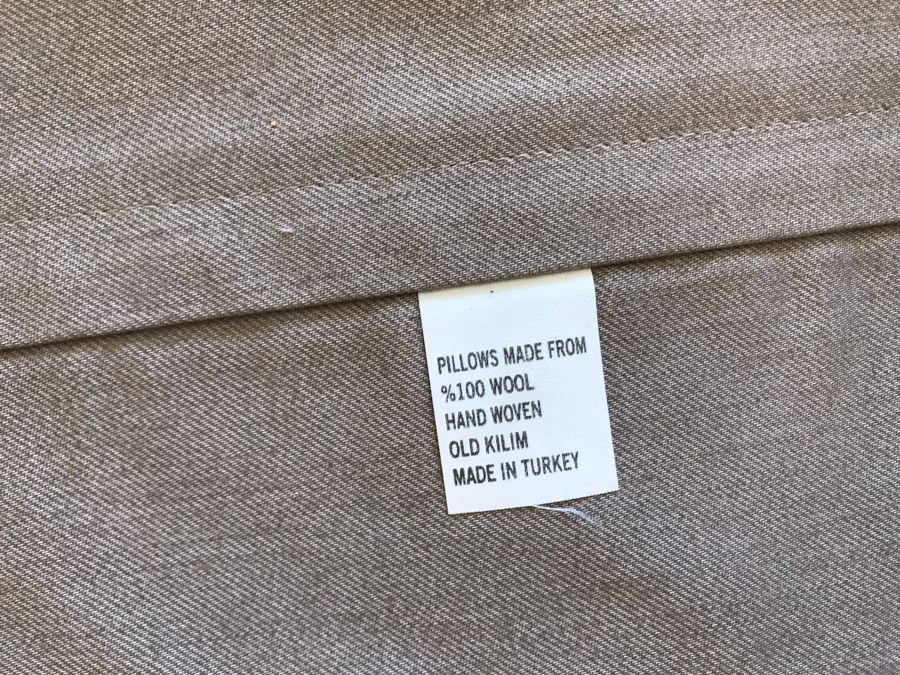 PILLOWS MADE FROM
%100 WOOL
HAND WOVEN
OLD KILIM
MADE IN TURKEY